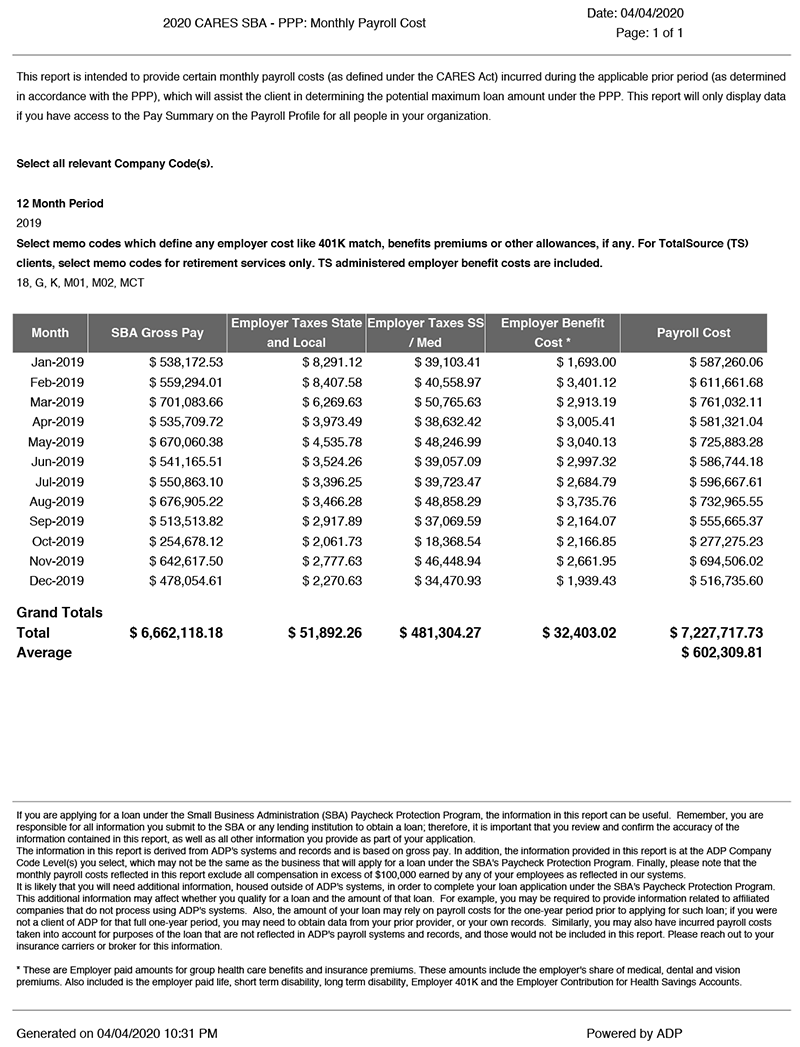 2020 CARES SBA - PPP: Monthly Payroll Cost
Date: 04/04/2020
Page: 1 of 1
This report is intended to provide certain monthly payroll costs (as defined under the CARES Act) incurred during the applicable prior period (as determined
in accordance with the PPP), which will assist the client in determining the potential maximum loan amount under the PPP. This report will only display data
if you have access to the Pay Summary on the Payroll Profile for all people in your organization.
Select all relevant Company Code(s).
12 Month Period
2019
Select memo codes which define any employer cost like 401K match, benefits premiums or other allowances, if any. For TotalSource (TS)
clients, select memo codes for retirement services only. TS administered employer benefit costs are included.
18, G, K, M01, M02, MCT
Month SBA Gross Pay Employer Taxes State and Local Employer Taxes SS / Med Employer Benefit Cost * Payroll Cost
Jan-2019 $ 538,172.53 $ 8,291.12 $ 39,103.41 $ 1,693.00 $ 587,260.06
Feb-2019 $ 559,294.01 $ 8,407.58 $ 40,558.97 $ 3,401.12 $ 611,661.68
Mar-2019 $ 701,083.66 $ 6,269.63 $ 50,765.63 $ 2,913.19 $ 761,032.11
Apr-2019 $ 535,709.72 $ 3,973.49 $ 38,632.42 $ 3,005.41 $ 581,321.04
May-2019 $ 670,060.38 $ 4,535.78 $ 48,246.99 $ 3,040.13 $ 725,883.28
Jun-2019 $ 541,165.51 $ 3,524.26 $ 39,057.09 $ 2,997.32 $ 586,744.18
Jul-2019 $ 550,863.10 $ 3,396.25 $ 39,723.47 $ 2,684.79 $ 596,667.61
Aug-2019 $ 676,905.22 $ 3,466.28 $ 48,858.29 $ 3,735.76 $ 732,965.55
Sep-2019 $ 513,513.82 $ 2,917.89 $ 37,069.59 $ 2,164.07 $ 555,665.37
Oct-2019 $ 254,678.12 $ 2,061.73 $ 18,368.54 $ 2,166.85 $ 277,275.23
Nov-2019 $ 642,617.50 $ 2,777.63 $ 46,448.94 $ 2,661.95 $ 694,506.02
Dec-2019 $ 478,054.61 $ 2,270.63 $ 34,470.93 $ 1,939.43 $ 516,735.60
Grand Totals
Total $ 6,662,118.18 $ 51,892.26 $ 481,304.27 $ 32,403.02 $ 7,227,717.73
Average $ 602,309.81
If you are applying for a loan under the Small Business Administration (SBA) Paycheck Protection Program, the information in this report can be useful. Remember, you are
responsible for all information you submit to the SBA or any lending institution to obtain a loan; therefore, it is important that you review and confirm the accuracy of the
information contained in this report, as well as all other information you provide as part of your application.
The information in this report is derived from ADP's systems and records and is based on gross pay. In addition, the information provided in this report is at the ADP Company
Code Level(s) you select, which may not be the same as the business that will apply for a loan under the SBA's Paycheck Protection Program. Finally, please note that the
monthly payroll costs reflected in this report exclude all compensation in excess of $100,000 earned by any of your employees as reflected in our systems.
It is likely that you will need additional information, housed outside of ADP's systems, in order to complete your loan application under the SBA's Paycheck Protection Program.
This additional information may affect whether you qualify for a loan and the amount of that loan. For example, you may be required to provide information related to affiliated
companies that do not process using ADP's systems. Also, the amount of your loan may rely on payroll costs for the one-year period prior to applying for such loan; if you were
not a client of ADP for that full one-year period, you may need to obtain data from your prior provider, or your own records. Similarly, you may also have incurred payroll costs
taken into account for purposes of the loan that are not reflected in ADP's payroll systems and records, and those would not be included in this report. Please reach out to your
insurance carriers or broker for this information.
* These are Employer paid amounts for group health care benefits and insurance premiums. These amounts include the employer's share of medical, dental and vision
premiums. Also included is the employer paid life, short term disability, long term disability, Employer 401K and the Employer Contribution for Health Savings Accounts.
Generated on 04/04/2020 10:31 PM
Powered by ADP